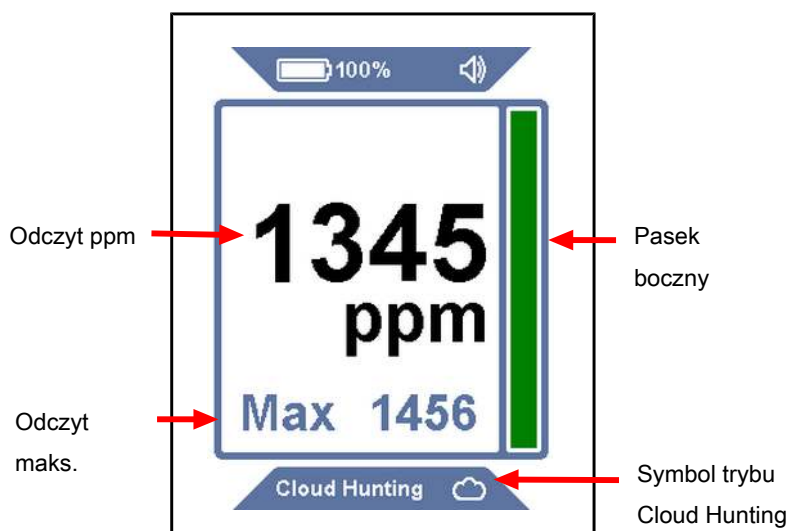 100%
Odczyt ppm
1345
ppm
Pasek
boczny
Odczyt
maks.
Max 1456
Cloud Hunting
Symbol trybu
Cloud Hunting